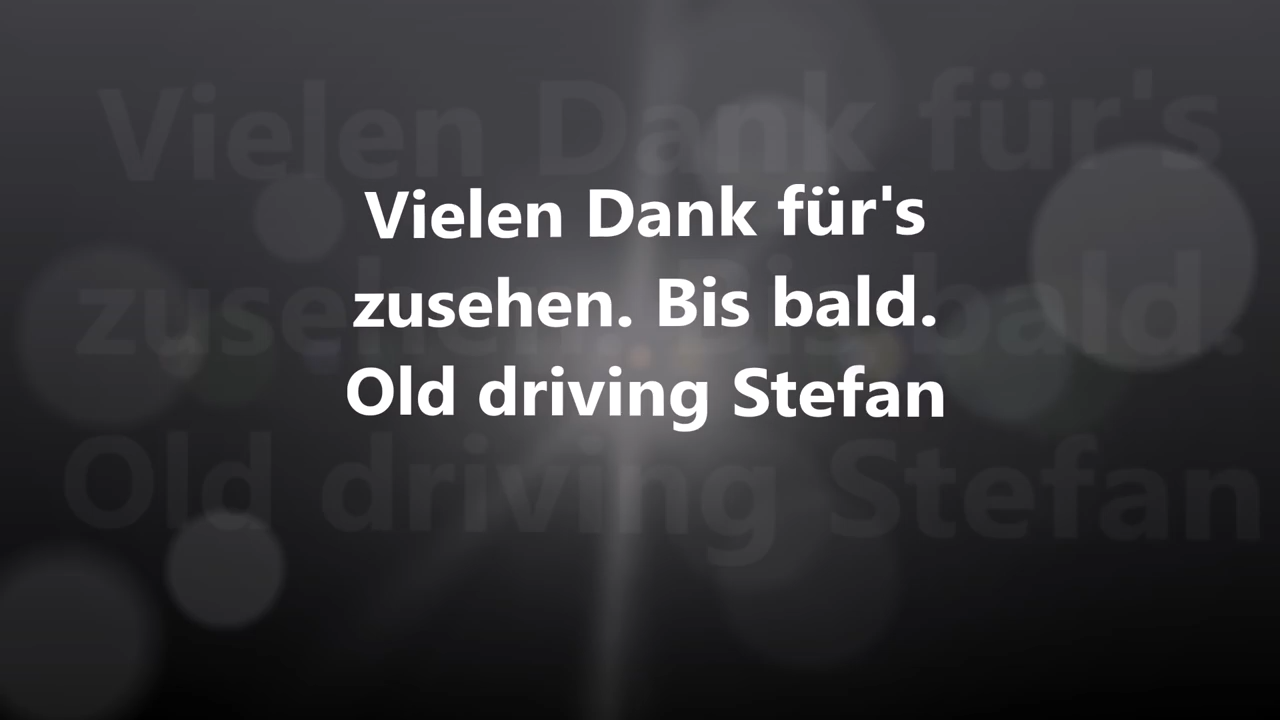 Vielen Dank für's
zusehen. Bis bald.
Old driving Stefan